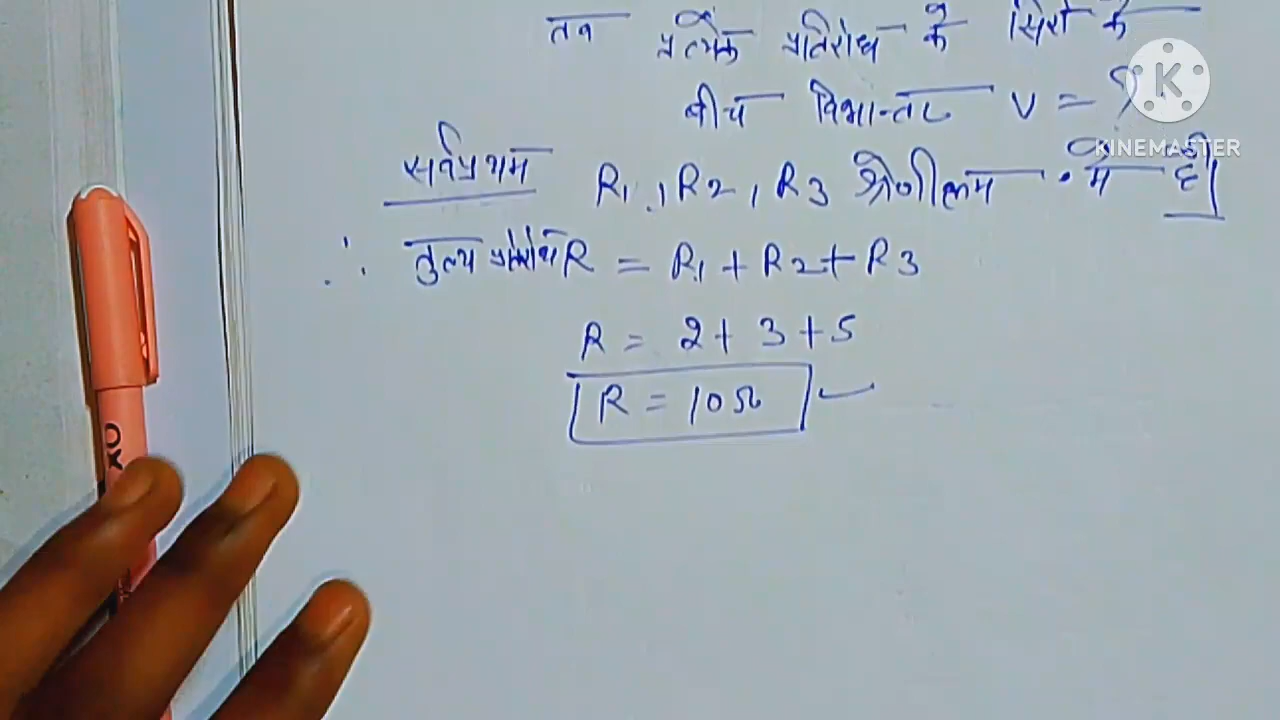 तब प्रत्येक प्रतिरोध के सिरो के
बीच विभान्तर V = ?
K
KINEMASTER
सर्वप्रथम R1, R2, R3 श्रेणीक्रम में है।
∴ तुल्य प्रतिरोध R = R1 + R2 + R3
R = 2 + 3 + 5
R = 10Ω